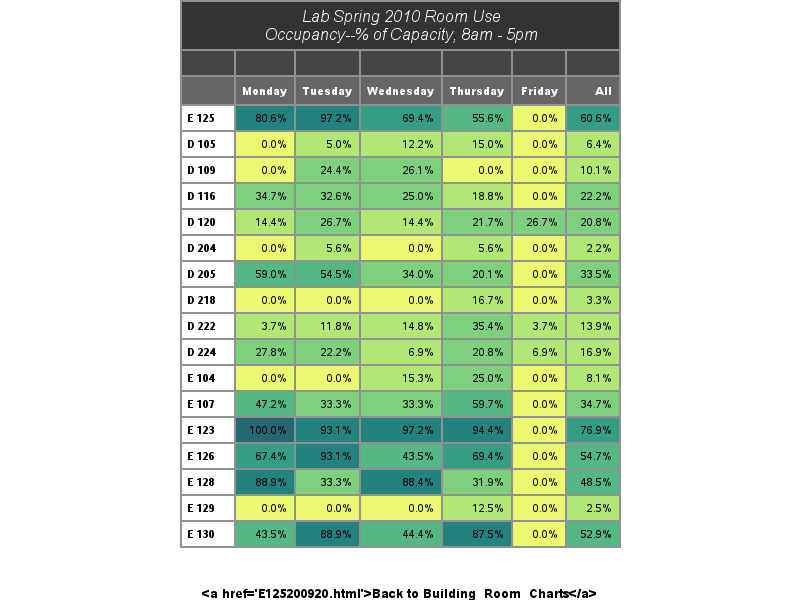 Lab Spring 2010 Room Use
Occupancy--% of Capacity, 8am - 5pm
Monday Tuesday Wednesday Thursday Friday All
E 125 80.6% 97.2% 69.4% 55.6% 0.0% 60.6%
D 105 0.0% 5.0% 12.2% 15.0% 0.0% 6.4%
D 109 0.0% 24.4% 26.1% 0.0% 0.0% 10.1%
D 116 34.7% 32.6% 25.0% 18.8% 0.0% 22.2%
D 120 14.4% 26.7% 14.4% 21.7% 26.7% 20.8%
D 204 0.0% 5.6% 0.0% 5.6% 0.0% 2.2%
D 205 59.0% 54.5% 34.0% 20.1% 0.0% 33.5%
D 218 0.0% 0.0% 0.0% 16.7% 0.0% 3.3%
D 222 3.7% 11.8% 14.8% 35.4% 3.7% 13.9%
D 224 27.8% 22.2% 6.9% 20.8% 6.9% 16.9%
E 104 0.0% 0.0% 15.3% 25.0% 0.0% 8.1%
E 107 47.2% 33.3% 33.3% 59.7% 0.0% 34.7%
E 123 100.0% 93.1% 97.2% 94.4% 0.0% 76.9%
E 126 67.4% 93.1% 43.5% 69.4% 0.0% 54.7%
E 128 88.9% 33.3% 88.4% 31.9% 0.0% 48.5%
E 129 0.0% 0.0% 0.0% 12.5% 0.0% 2.5%
E 130 43.5% 88.9% 44.4% 87.5% 0.0% 52.9%
<a href='E125200920.html'>Back to Building_Room_Charts</a>